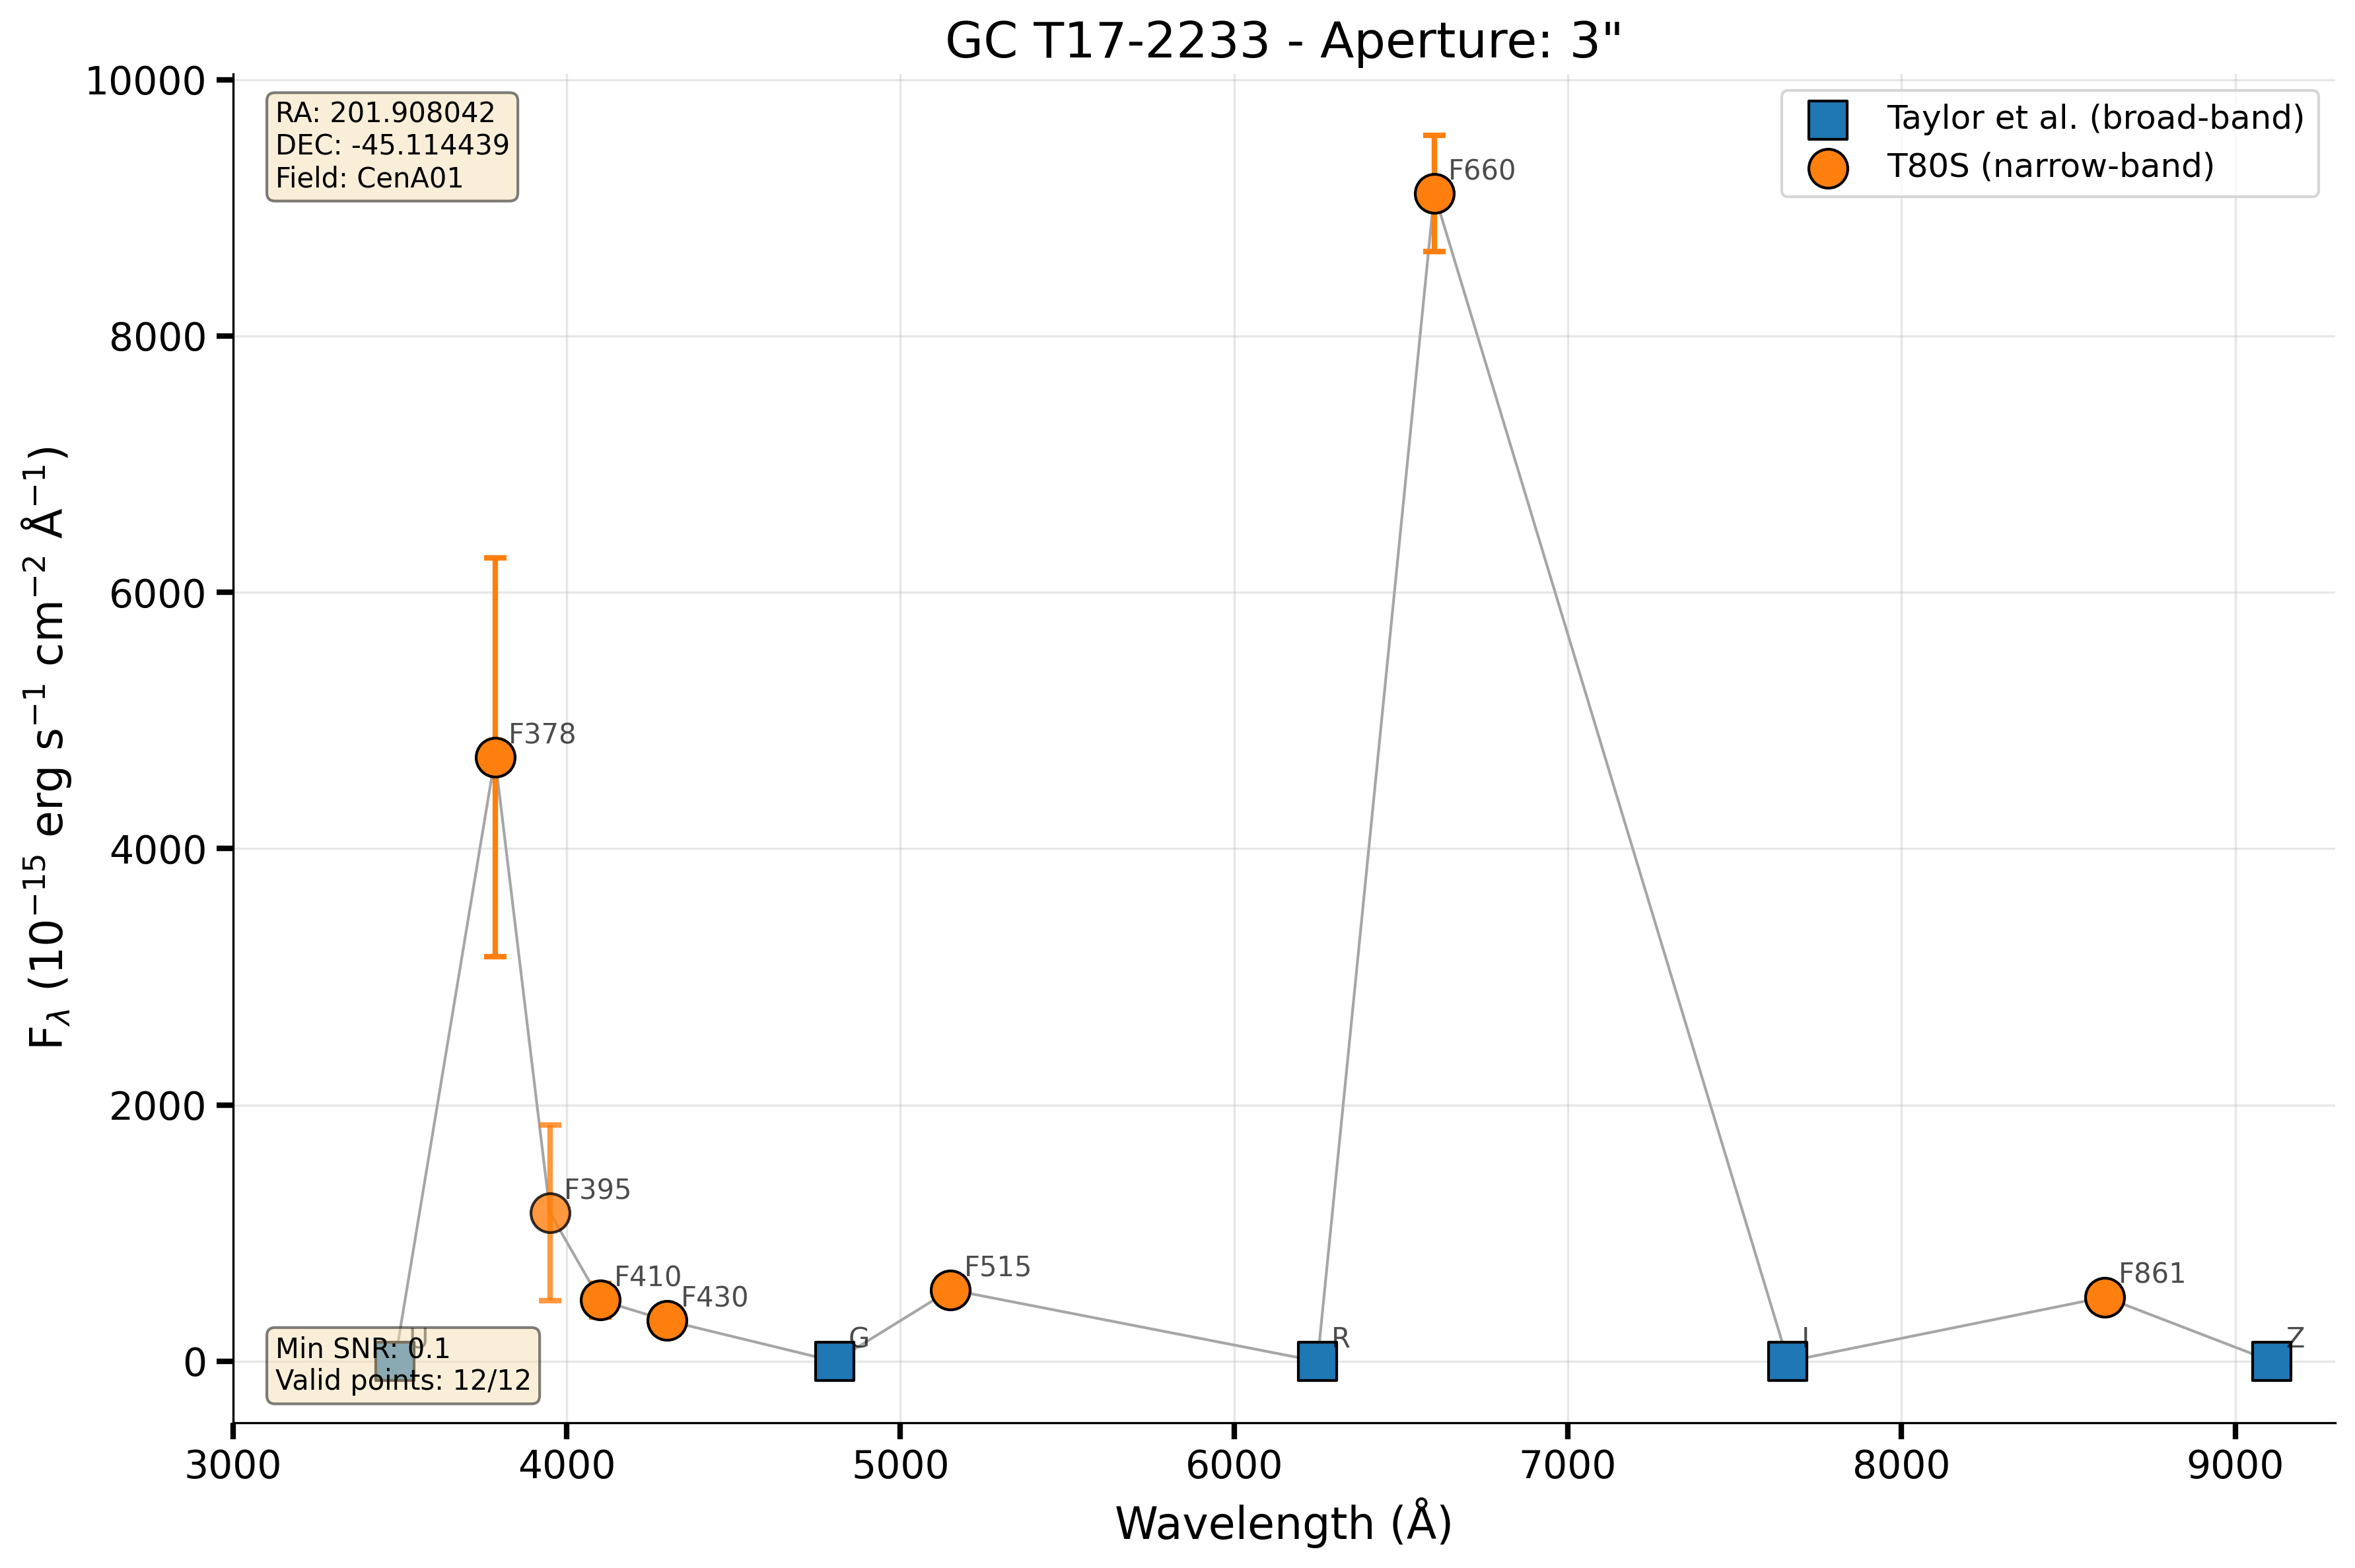 GC T17-2233 - Aperture: 3"
10000
8000
6000
4000
2000
0
F_λ (10⁻¹⁵ erg s⁻¹ cm⁻² Å⁻¹)
RA: 201.908042
DEC: -45.114439
Field: CenA01
Taylor et al. (broad-band)
T80S (narrow-band)
F660
F378
F395
F410
F430
F515
F861
U
G
R
I
Z
Min SNR: 0.1
Valid points: 12/12
3000 4000 5000 6000 7000 8000 9000
Wavelength (Å)